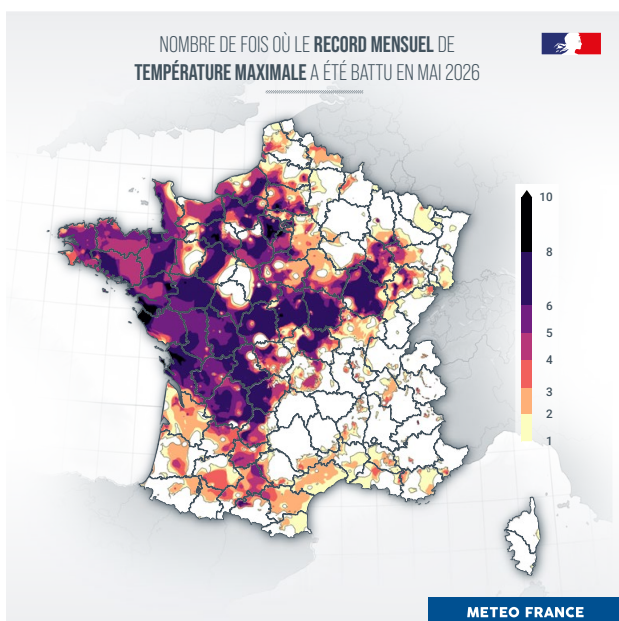 NOMBRE DE FOIS OÙ LE RECORD MENSUEL DE
TEMPÉRATURE MAXIMALE A ÉTÉ BATTU EN MAI 2026
10
8
6
5
4
3
2
1
METEO FRANCE